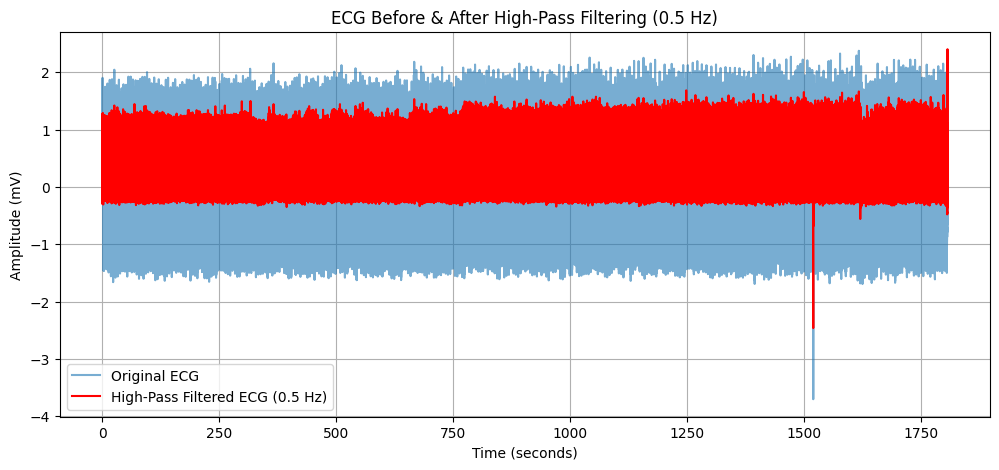 ECG Before & After High-Pass Filtering (0.5 Hz)
Amplitude (mV)
2
1
0
−1
−2
−3
−4
Original ECG
High-Pass Filtered ECG (0.5 Hz)
0 250 500 750 1000 1250 1500 1750
Time (seconds)